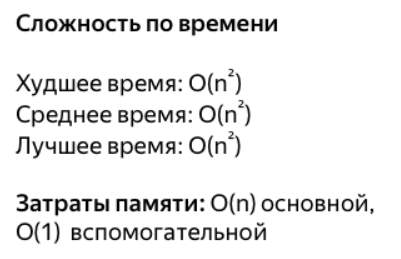 Сложность по времени
Худшее время: O(n²)
Среднее время: O(n²)
Лучшее время: O(n²)
Затраты памяти: O(n) основной,
O(1) вспомогательной